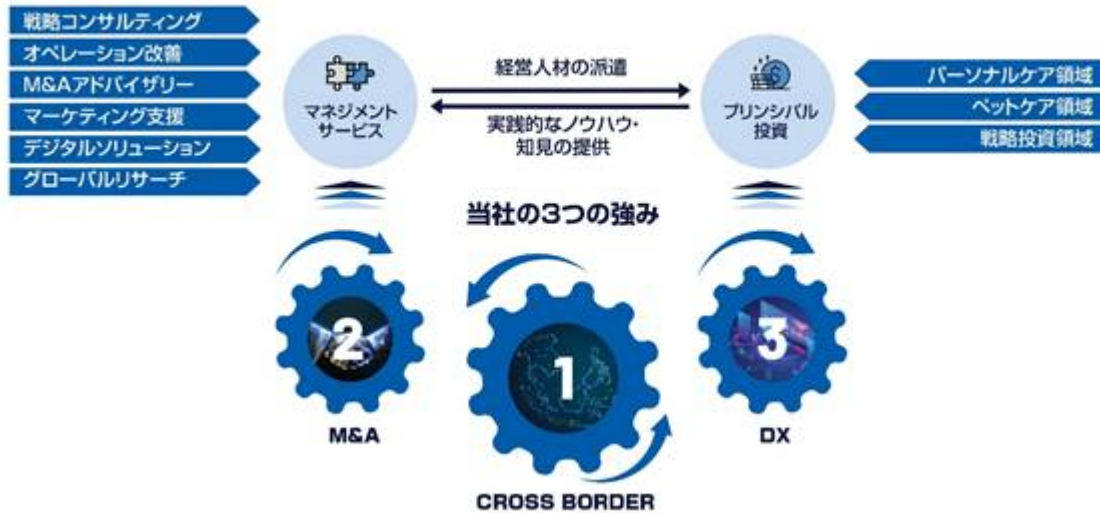 戦略コンサルティング
オペレーション改善
M&Aアドバイザリー
マーケティング支援
デジタルソリューション
グローバルリサーチ
マネジメント
サービス
経営人材の派遣
実践的なノウハウ・
知見の提供
プリンシパル
投資
パーソナルケア領域
ペットケア領域
戦略投資領域
当社の3つの強み
2
M&A
1
CROSS BORDER
3
DX